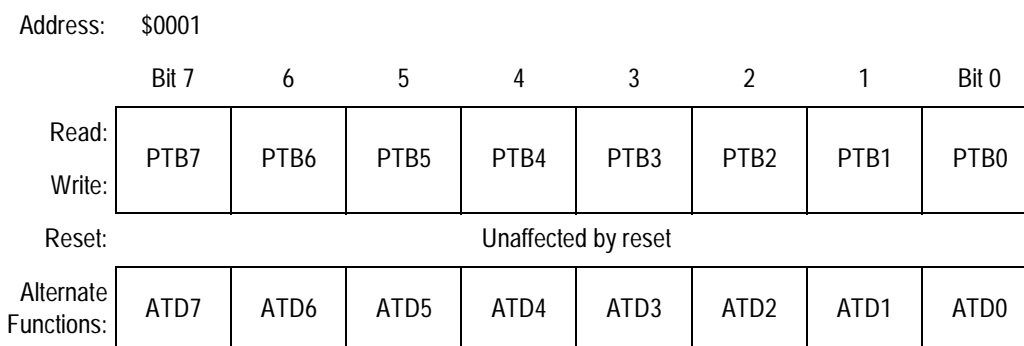 Address: $0001
Bit 7 6 5 4 3 2 1 Bit 0
Read:
PTB7 PTB6 PTB5 PTB4 PTB3 PTB2 PTB1 PTB0
Write:
Reset: Unaffected by reset
Alternate
Functions:
ATD7 ATD6 ATD5 ATD4 ATD3 ATD2 ATD1 ATD0